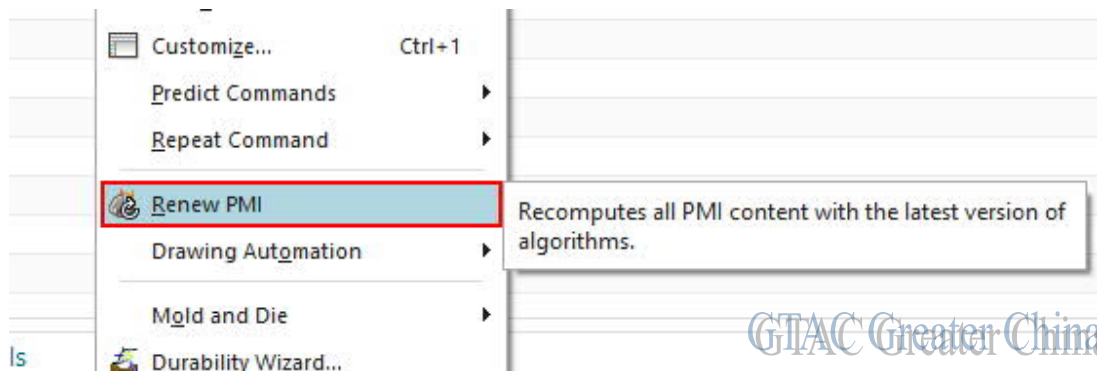 Customize... Ctrl+1
Predict Commands
Repeat Command
Renew PMI
Recomputes all PMI content with the latest version of
algorithms.
Drawing Automation
Mold and Die
GTAC Greater China
ls
Durability Wizard...